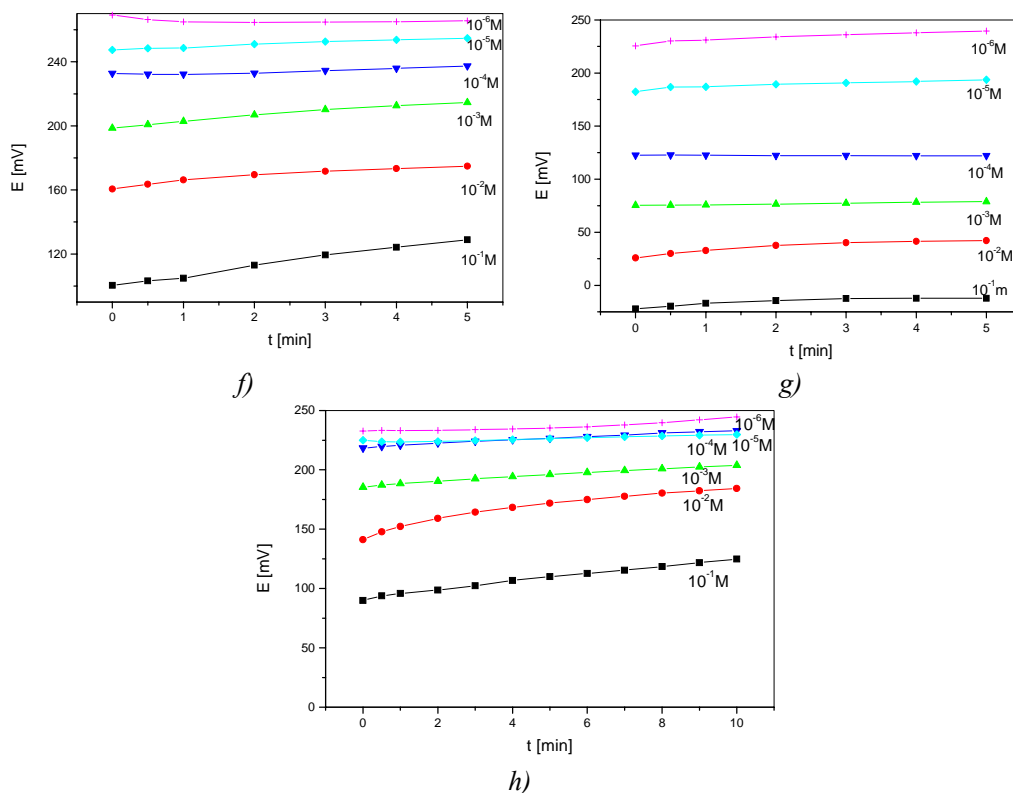 10⁻⁶M
10⁻⁵M
10⁻⁴M
10⁻³M
10⁻²M
10⁻¹M
240
200
160
120
E [mV]
0 1 2 3 4 5
t [min]
f)
250
200
150
100
50
0
E [mV]
10⁻⁶M
10⁻⁵M
10⁻⁴M
10⁻³M
10⁻²M
10⁻¹m
0 1 2 3 4 5
t [min]
g)
250
200
150
100
50
0
E [mV]
10⁻⁶M
10⁻⁴M 10⁻⁵M
10⁻³M
10⁻²M
10⁻¹M
0 2 4 6 8 10
t [min]
h)